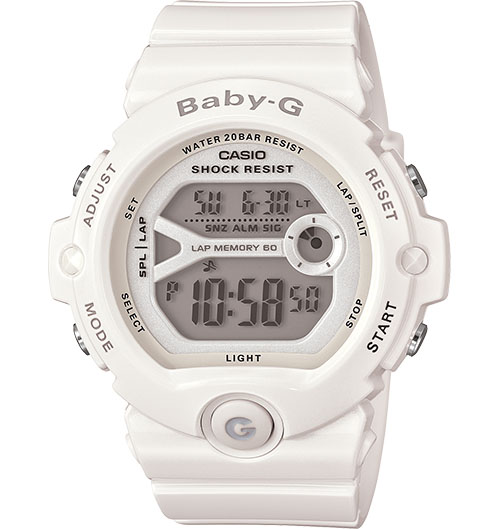 Baby-G
WATER 20BAR RESIST
CASIO
SHOCK RESIST
ADJUST
SET
SPL | LAP
SELECT
MODE
SU 6-30 LT
SNZ ALM SIG
LAP MEMORY 60
P 10:58 50
LIGHT
LAP/SPLIT
RESET
STOP
START
G